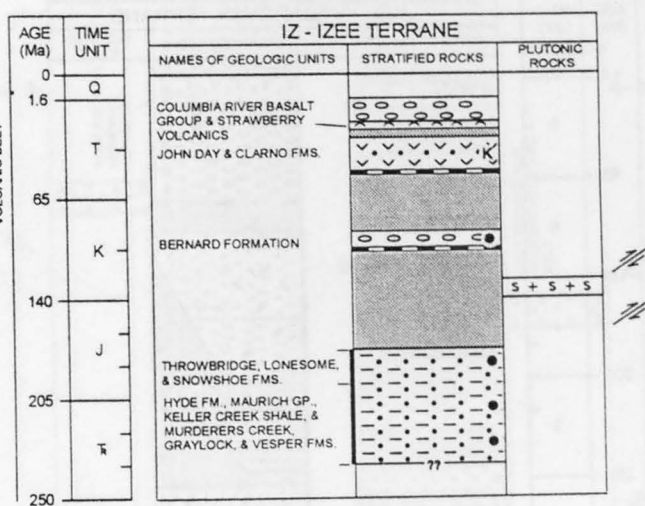 IZ - IZEE TERRANE
AGE (Ma)
TIME UNIT
NAMES OF GEOLOGIC UNITS
STRATIFIED ROCKS
PLUTONIC ROCKS
0
Q
1.6
COLUMBIA RIVER BASALT
GROUP & STRAWBERRY
VOLCANICS
T
JOHN DAY & CLARNO FMS.
K
65
K
BERNARD FORMATION
S + S + S
140
J
THROWBRIDGE, LONESOME,
& SNOWSHOE FMS.
205
HYDE FM., MAURICH GP.,
KELLER CREEK SHALE, &
MURDERERS CREEK,
GRAYLOCK, & VESPER FMS.
??
250